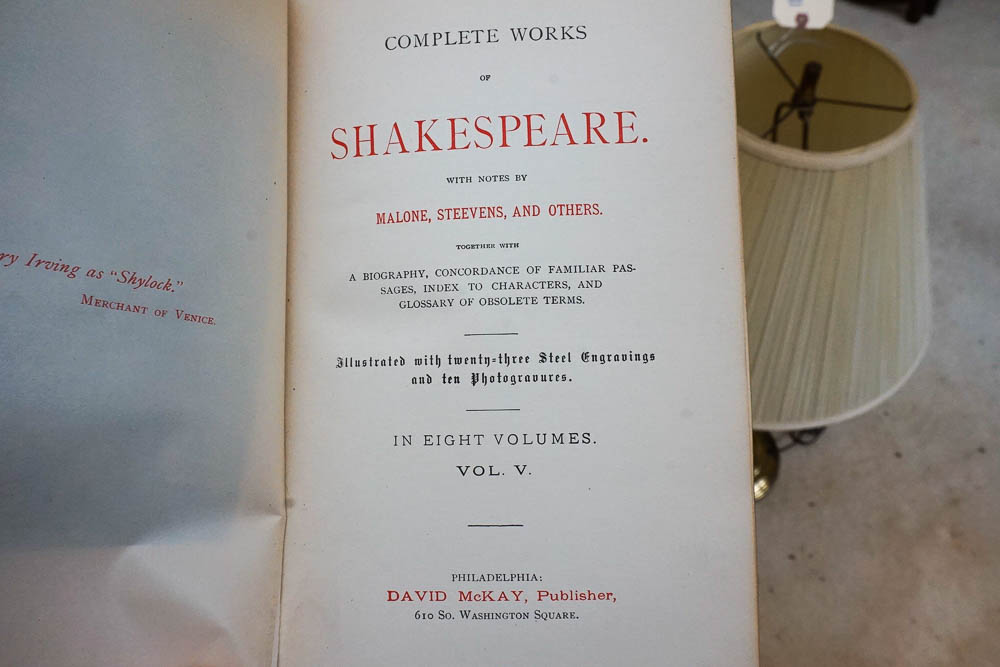 ry Irving as "Shylock."
MERCHANT OF VENICE.
COMPLETE WORKS
OF
SHAKESPEARE.
WITH NOTES BY
MALONE, STEEVENS, AND OTHERS.
TOGETHER WITH
A BIOGRAPHY, CONCORDANCE OF FAMILIAR PAS-
SAGES, INDEX TO CHARACTERS, AND
GLOSSARY OF OBSOLETE TERMS.
Illustrated with twenty-three Steel Engravings
and ten Photogravures.
IN EIGHT VOLUMES.
VOL. V.
PHILADELPHIA:
DAVID McKAY, Publisher,
610 So. Washington Square.